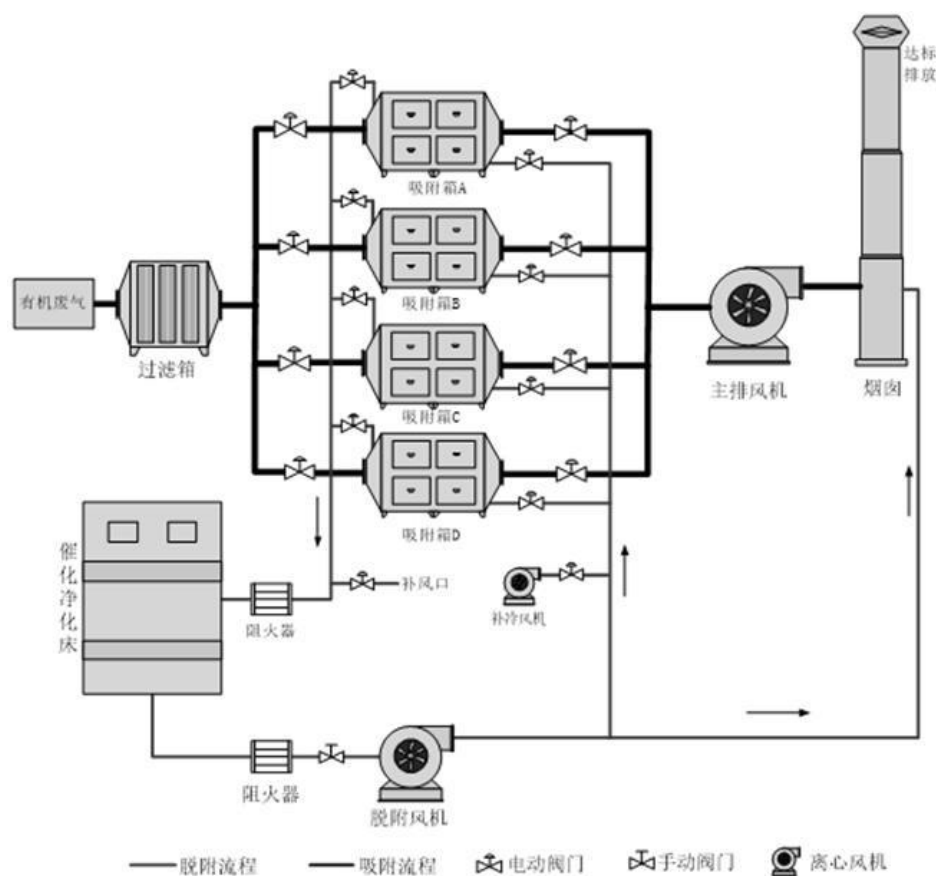 达标
排放
吸附箱A
有机废气
吸附箱B
过滤箱
主排风机
烟囱
吸附箱C
吸附箱D
催化净化床
补风口
阻火器
补冷风机
阻火器
脱附风机
脱附流程
吸附流程
电动阀门
手动阀门
离心风机